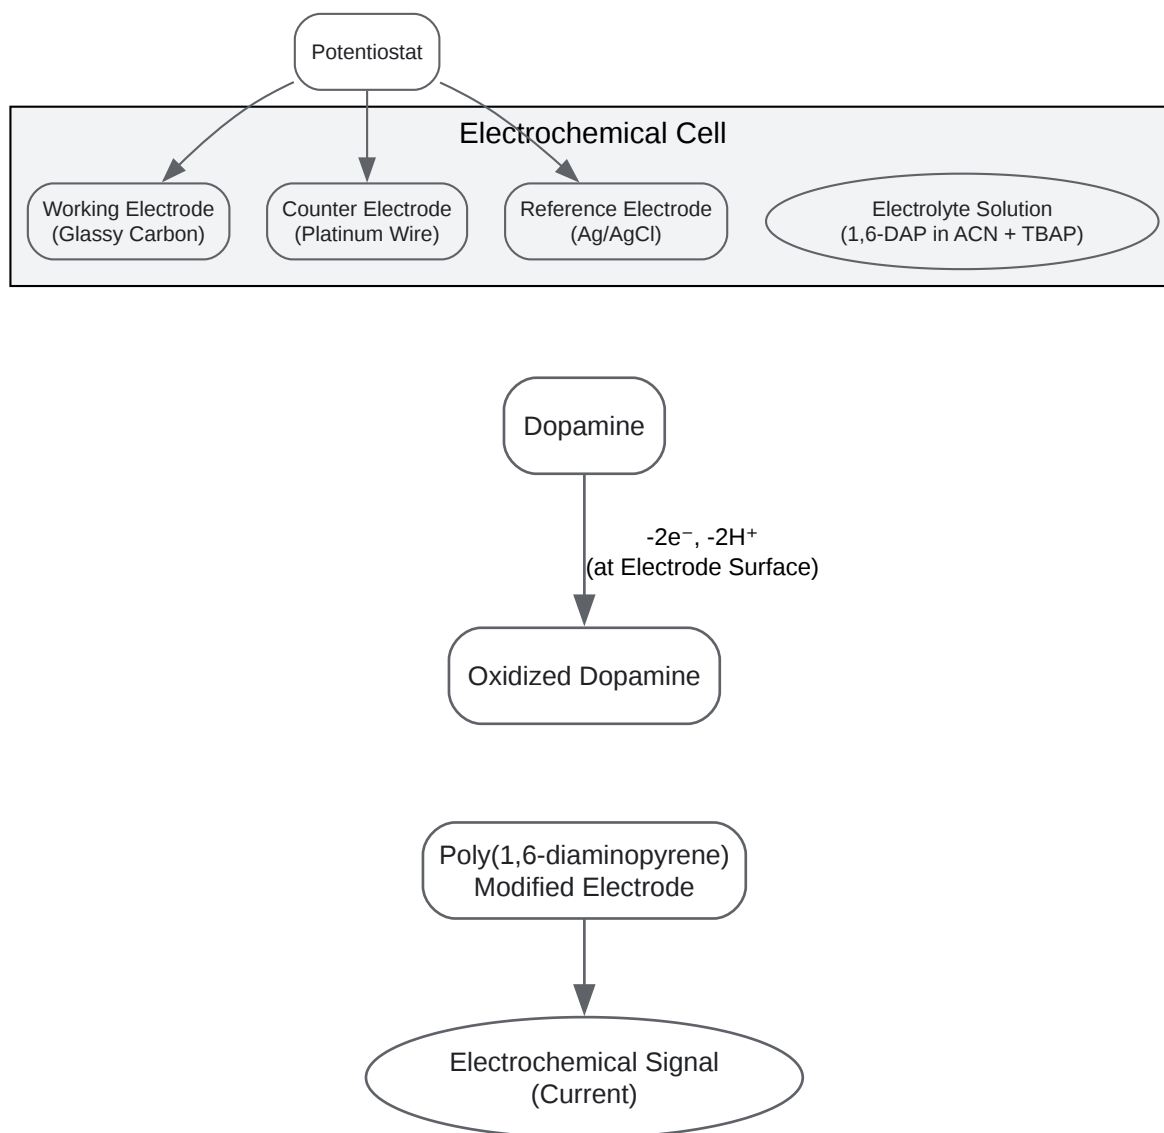 Potentiostat
Electrochemical Cell
Working Electrode
(Glassy Carbon)
Counter Electrode
(Platinum Wire)
Reference Electrode
(Ag/AgCl)
Electrolyte Solution
(1,6-DAP in ACN + TBAP)
Dopamine
-2e⁻, -2H⁺
(at Electrode Surface)
Oxidized Dopamine
Poly(1,6-diaminopyrene)
Modified Electrode
Electrochemical Signal
(Current)